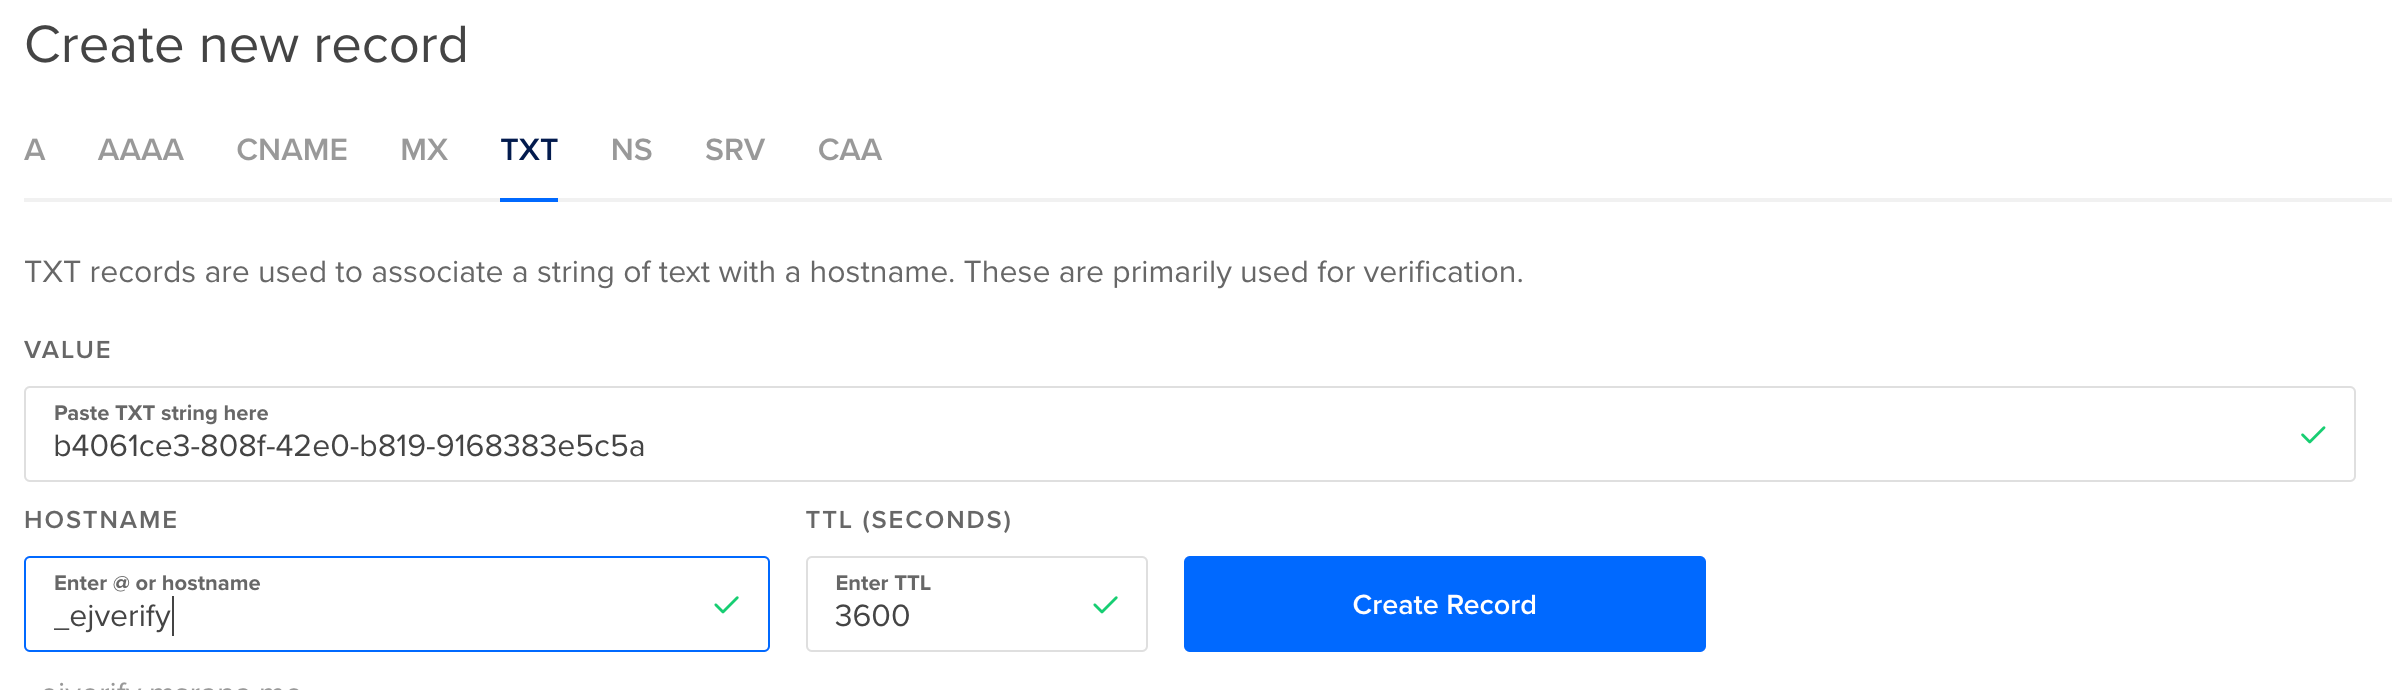 Create new record
A AAAA CNAME MX TXT NS SRV CAA
TXT records are used to associate a string of text with a hostname. These are primarily used for verification.
VALUE
Paste TXT string here
b4061ce3-808f-42e0-b819-9168383e5c5a
HOSTNAME TTL (SECONDS)
Enter @ or hostname Enter TTL
_ejverify 3600 Create Record